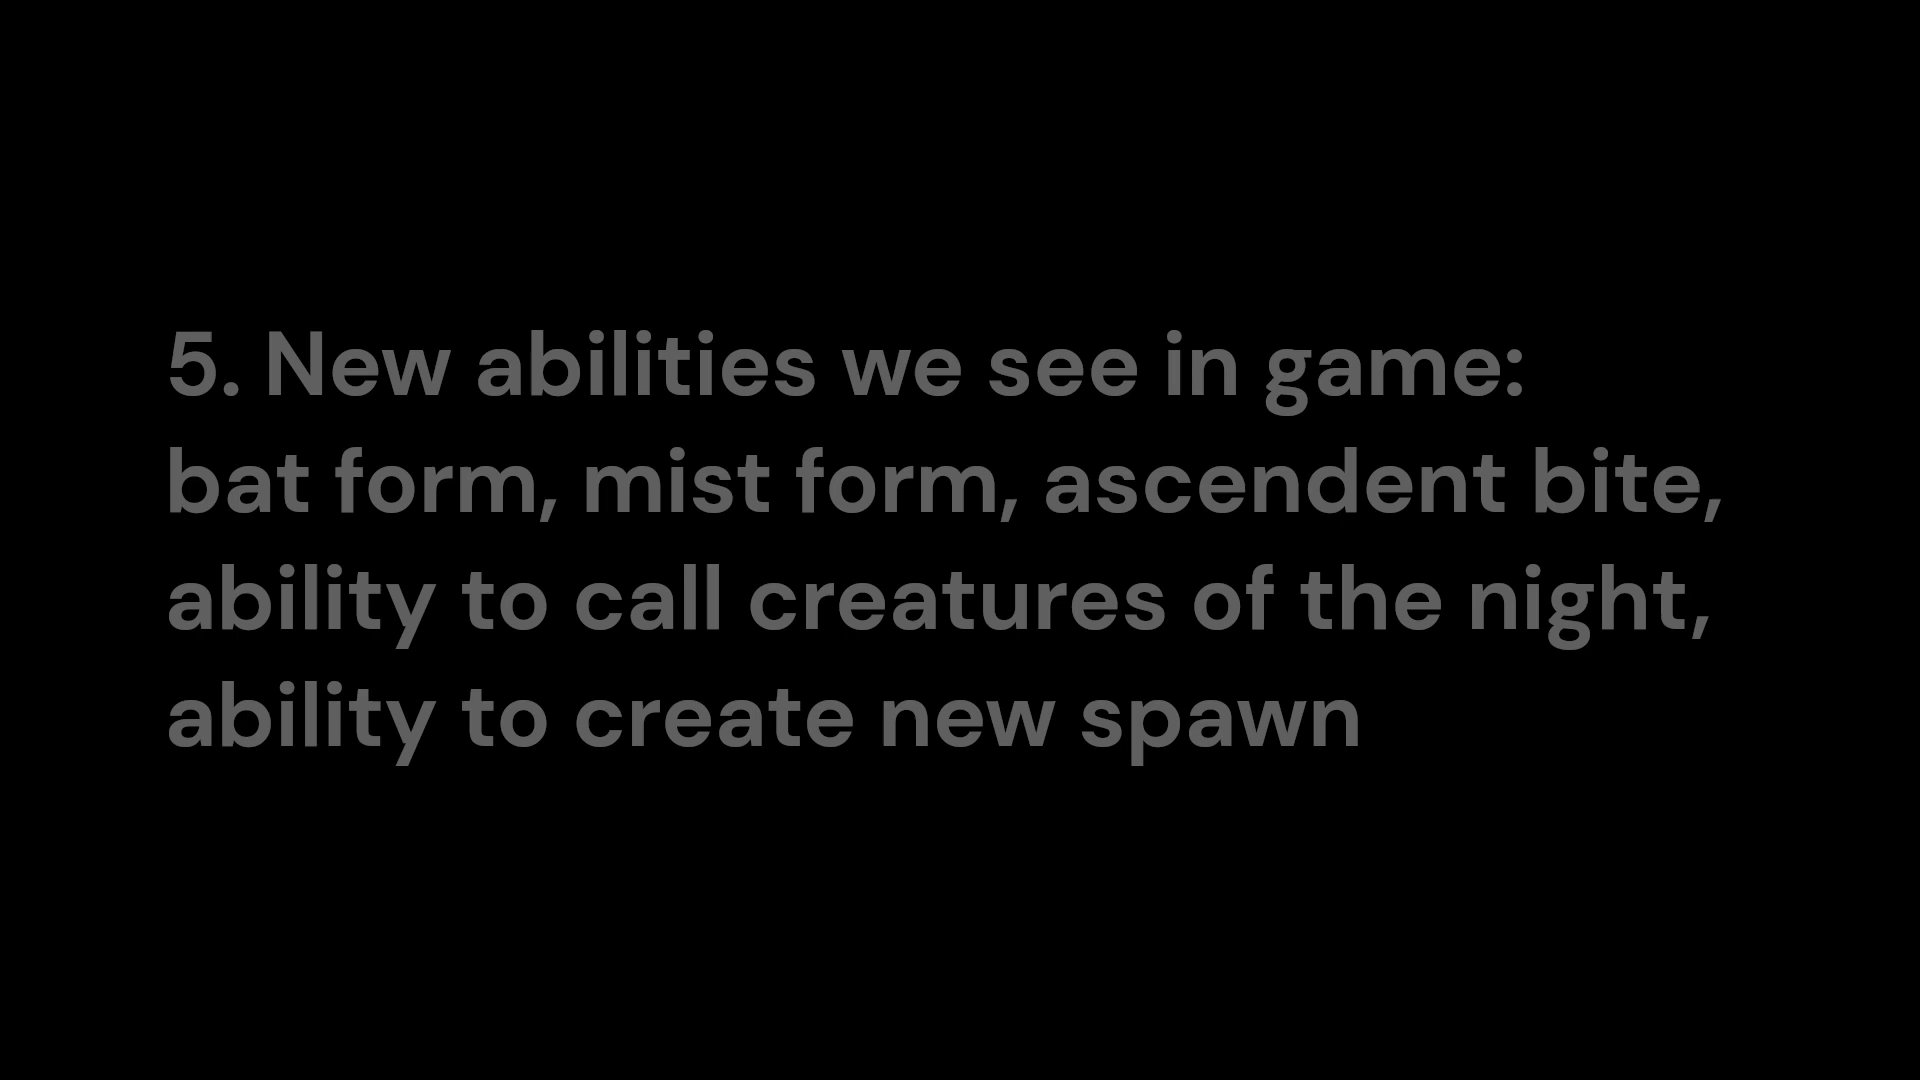 5. New abilities we see in game:
bat form, mist form, ascendent bite,
ability to call creatures of the night,
ability to create new spawn